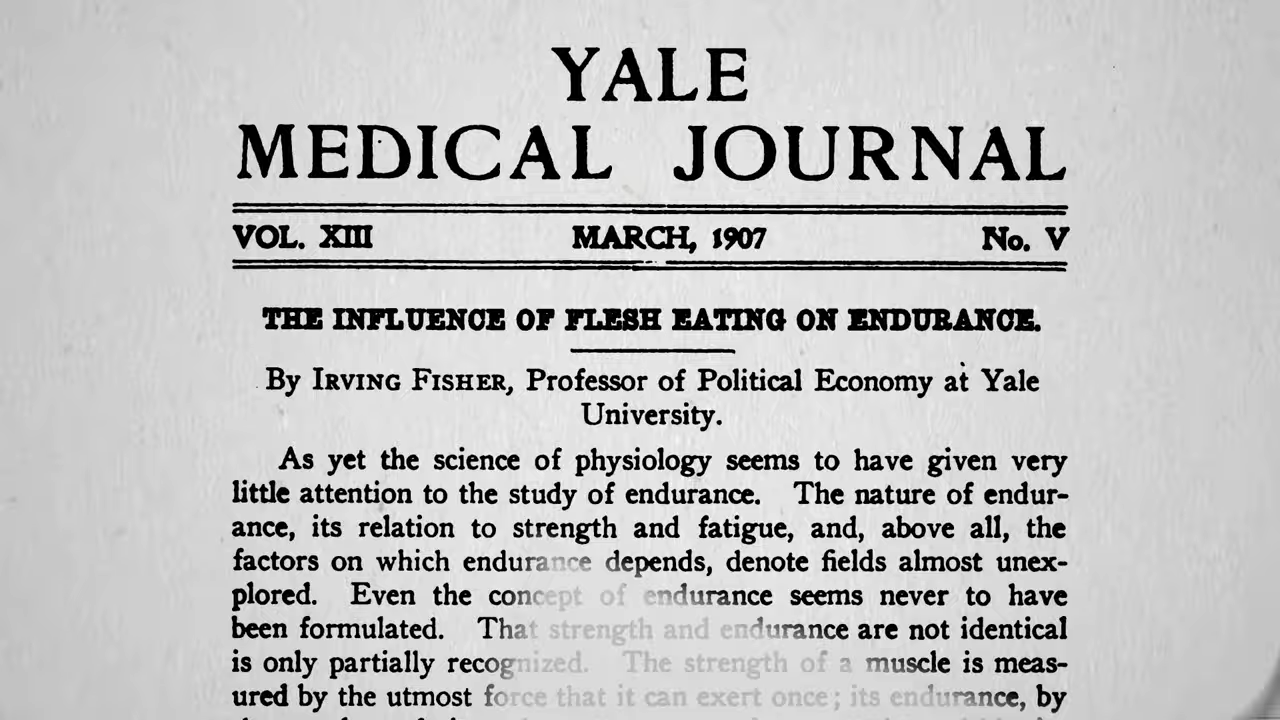 YALE
MEDICAL JOURNAL
VOL. XIII MARCH, 1907 No. V
THE INFLUENCE OF FLESH EATING ON ENDURANCE.
By IRVING FISHER, Professor of Political Economy at Yale
University.
As yet the science of physiology seems to have given very
little attention to the study of endurance. The nature of endur-
ance, its relation to strength and fatigue, and, above all, the
factors on which endurance depends, denote fields almost unex-
plored. Even the concept of endurance seems never to have
been formulated. That strength and endurance are not identical
is only partially recognized. The strength of a muscle is meas-
ured by the utmost force that it can exert once; its endurance, by